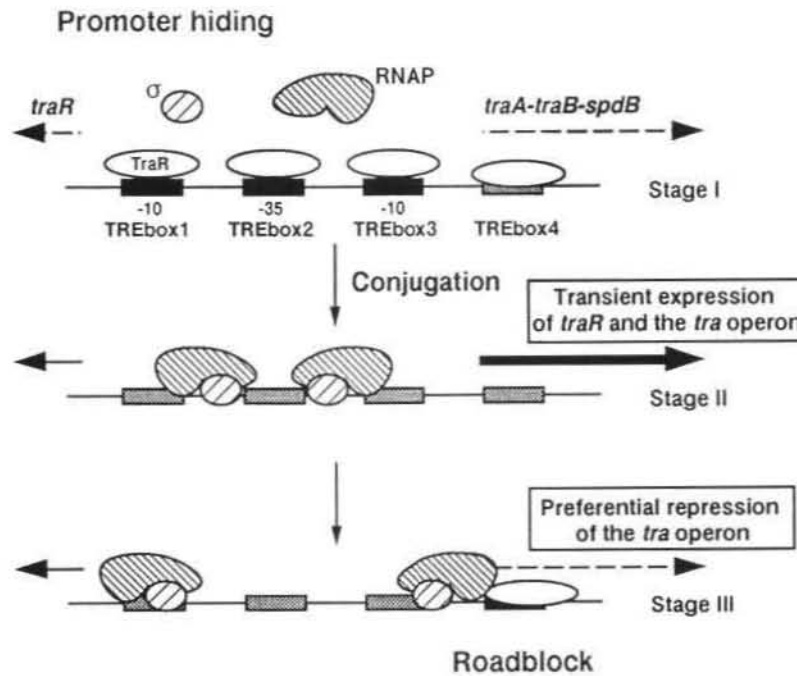 Promoter hiding
σ
RNAP
traR
traA-traB-spdB
TraR
Stage I
-10
-35
-10
TREbox1
TREbox2
TREbox3
TREbox4
Conjugation
Transient expression
of traR and the tra operon
Stage II
Preferential repression
of the tra operon
Stage III
Roadblock